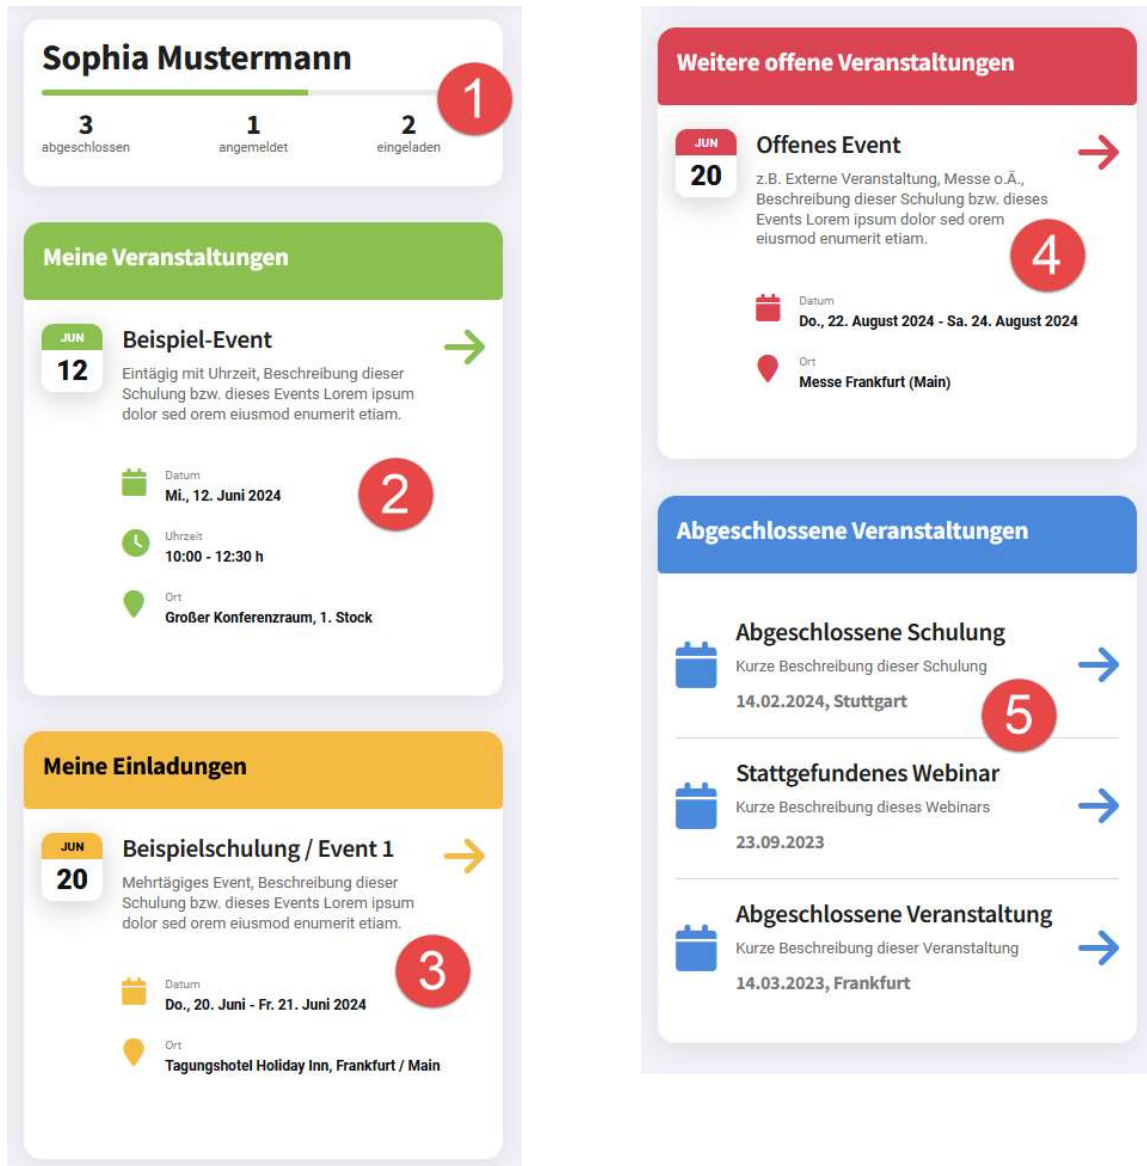 Sophia Mustermann
1
3 1 2
abgeschlossen angemeldet eingeladen
Meine Veranstaltungen
JUN
12
Beispiel-Event
Eintägig mit Uhrzeit, Beschreibung dieser
Schulung bzw. dieses Events Lorem ipsum
dolor sed orem eiusmod enumerit etiam.
2
Datum
Mi., 12. Juni 2024
Uhrzeit
10:00 - 12:30 h
Ort
Großer Konferenzraum, 1. Stock
Meine Einladungen
JUN
20
Beispielschulung / Event 1
Mehrtägiges Event, Beschreibung dieser
Schulung bzw. dieses Events Lorem ipsum
dolor sed orem eiusmod enumerit etiam.
3
Datum
Do., 20. Juni - Fr. 21. Juni 2024
Ort
Tagungshotel Holiday Inn, Frankfurt / Main
Weitere offene Veranstaltungen
JUN
20
Offenes Event
z.B. Externe Veranstaltung, Messe o.Ä.,
Beschreibung dieser Schulung bzw. dieses
Events Lorem ipsum dolor sed orem
eiusmod enumerit etiam.
4
Datum
Do., 22. August 2024 - Sa. 24. August 2024
Ort
Messe Frankfurt (Main)
Abgeschlossene Veranstaltungen
Abgeschlossene Schulung
Kurze Beschreibung dieser Schulung
14.02.2024, Stuttgart
5
Stattgefundenes Webinar
Kurze Beschreibung dieses Webinars
23.09.2023
Abgeschlossene Veranstaltung
Kurze Beschreibung dieser Veranstaltung
14.03.2023, Frankfurt